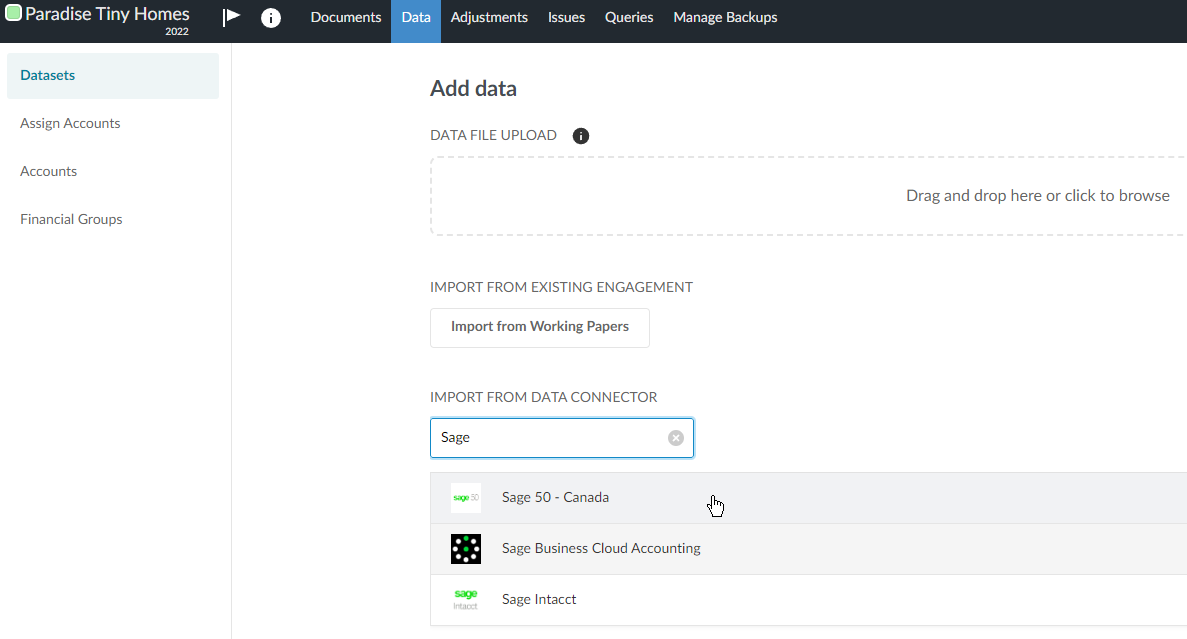 Paradise Tiny Homes
2022
Documents Data Adjustments Issues Queries Manage Backups
Datasets
Assign Accounts
Accounts
Financial Groups
Add data
DATA FILE UPLOAD
Drag and drop here or click to browse
IMPORT FROM EXISTING ENGAGEMENT
Import from Working Papers
IMPORT FROM DATA CONNECTOR
Sage
sage 50 Sage 50 - Canada
Sage Business Cloud Accounting
sage
Intacct
Sage Intacct